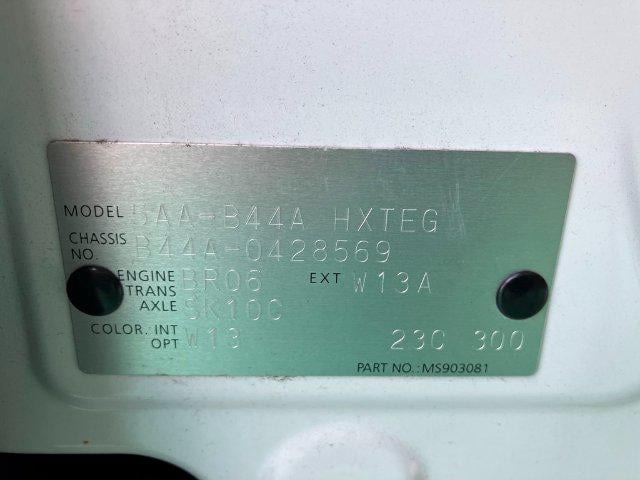 MODEL 5AA-B44A HXTEG
CHASSIS NO. B44A-0428569
ENGINE BR06 EXT W13A
TRANS AXLE SK10C
COLOR. INT
OPT W13 23C 300
PART NO.: MS903081